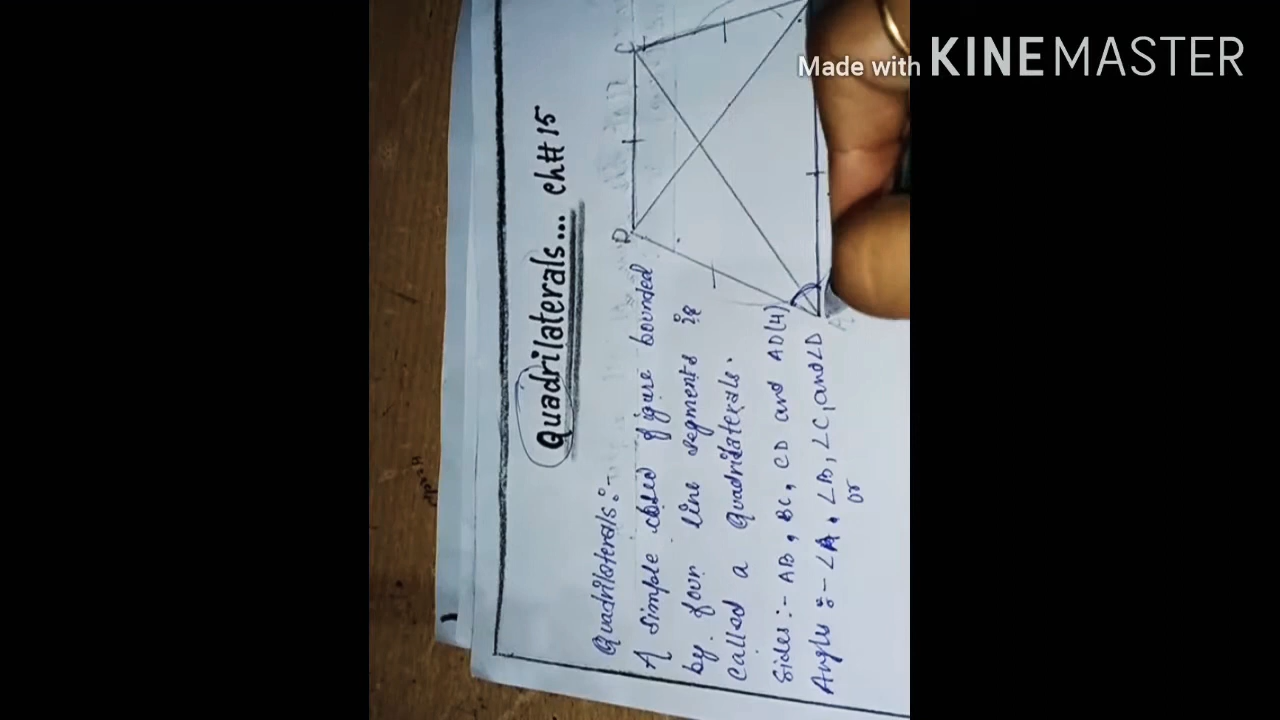 Made with KINEMASTER
Quadrilaterals... ch# 15
Quadrilaterals:-
A simple closed figure bounded
by. four line segments is
called a Quadrilaterals.
Sides:- AB, BC, CD and AD(4)
Angles:- ∠A, ∠B, ∠C, and ∠D
or
D
C
A